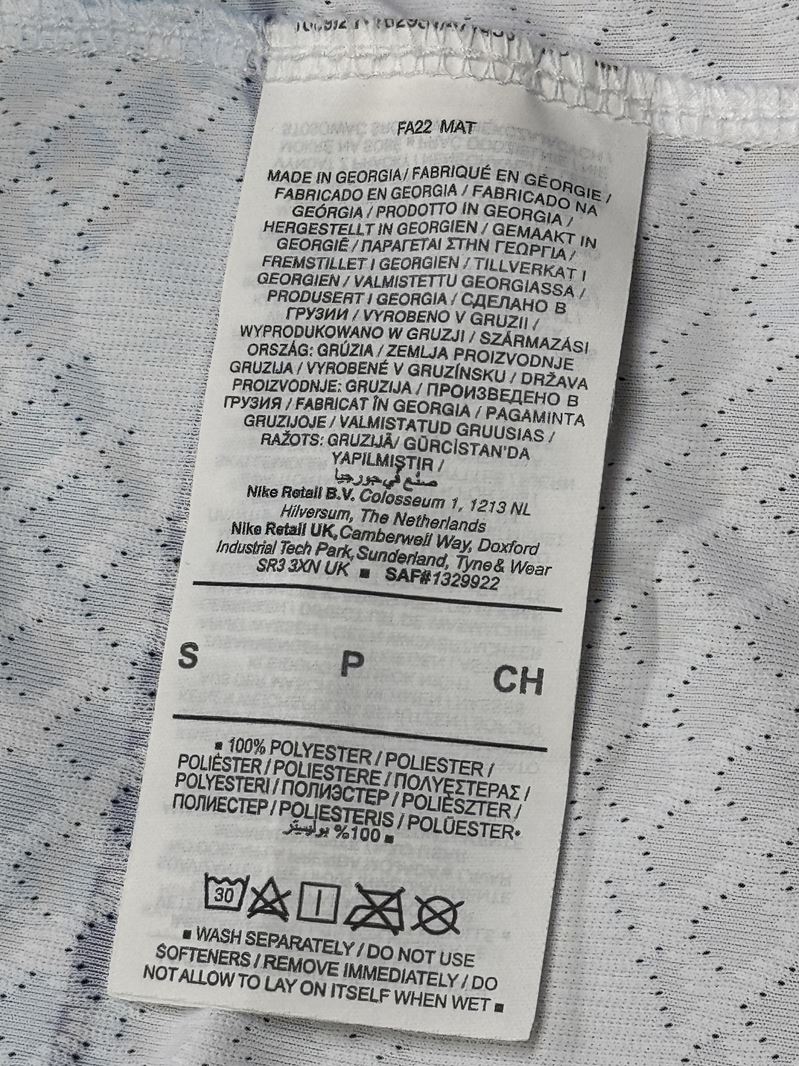 FA22 MAT
MADE IN GEORGIA / FABRIQUÉ EN GÉORGIE /
FABRICADO EN GEORGIA / FABRICADO NA
GEÓRGIA / PRODOTTO IN GEORGIA /
HERGESTELLT IN GEORGIEN / GEMAAKT IN
GEORGIË / ΠΑΡΑΓΕΤΑΙ ΣΤΗΝ ΓΕΩΡΓΙΑ /
FREMSTILLET I GEORGIEN / TILLVERKAT I
GEORGIEN / VALMISTETTU GEORGIASSA /
PRODUSERT I GEORGIA / СДЕЛАНО В
ГРУЗИИ / VYROBENO V GRUZII /
WYPRODUKOWANO W GRUZJI / SZÁRMAZÁSI
ORSZÁG: GRÚZIA / ZEMLJA PROIZVODNJE
GRUZIJA / VYROBENÉ V GRUZÍNSKU / DRŽAVA
PROIZVODNJE: GRUZIJA / ПРОИЗВЕДЕНО В
ГРУЗИЯ / FABRICAT ÎN GEORGIA / PAGAMINTA
GRUZIJOJE / VALMISTATUD GRUUSIAS /
RAŽOTS: GRUZIJĀ/ GÜRCİSTAN'DA
YAPILMIŞTIR /
صنع في جورجيا
Nike Retail B.V. Colosseum 1, 1213 NL
Hilversum, The Netherlands
Nike Retail UK, Camberwell Way, Doxford
Industrial Tech Park, Sunderland, Tyne & Wear
SR3 3XN UK ■ SAF#1329922
S P CH
■ 100% POLYESTER / POLIESTER /
POLIÉSTER / POLIESTERE / ΠΟΛΥΕΣΤΕΡΑΣ /
POLYESTERI / ПОЛИЭСТЕР / POLIÉSZTER /
ПОЛИЕСТЕР / POLIESTERIS / POLÜESTER•
100% بوليستر ■
30
■ WASH SEPARATELY / DO NOT USE
SOFTENERS / REMOVE IMMEDIATELY / DO
NOT ALLOW TO LAY ON ITSELF WHEN WET ■